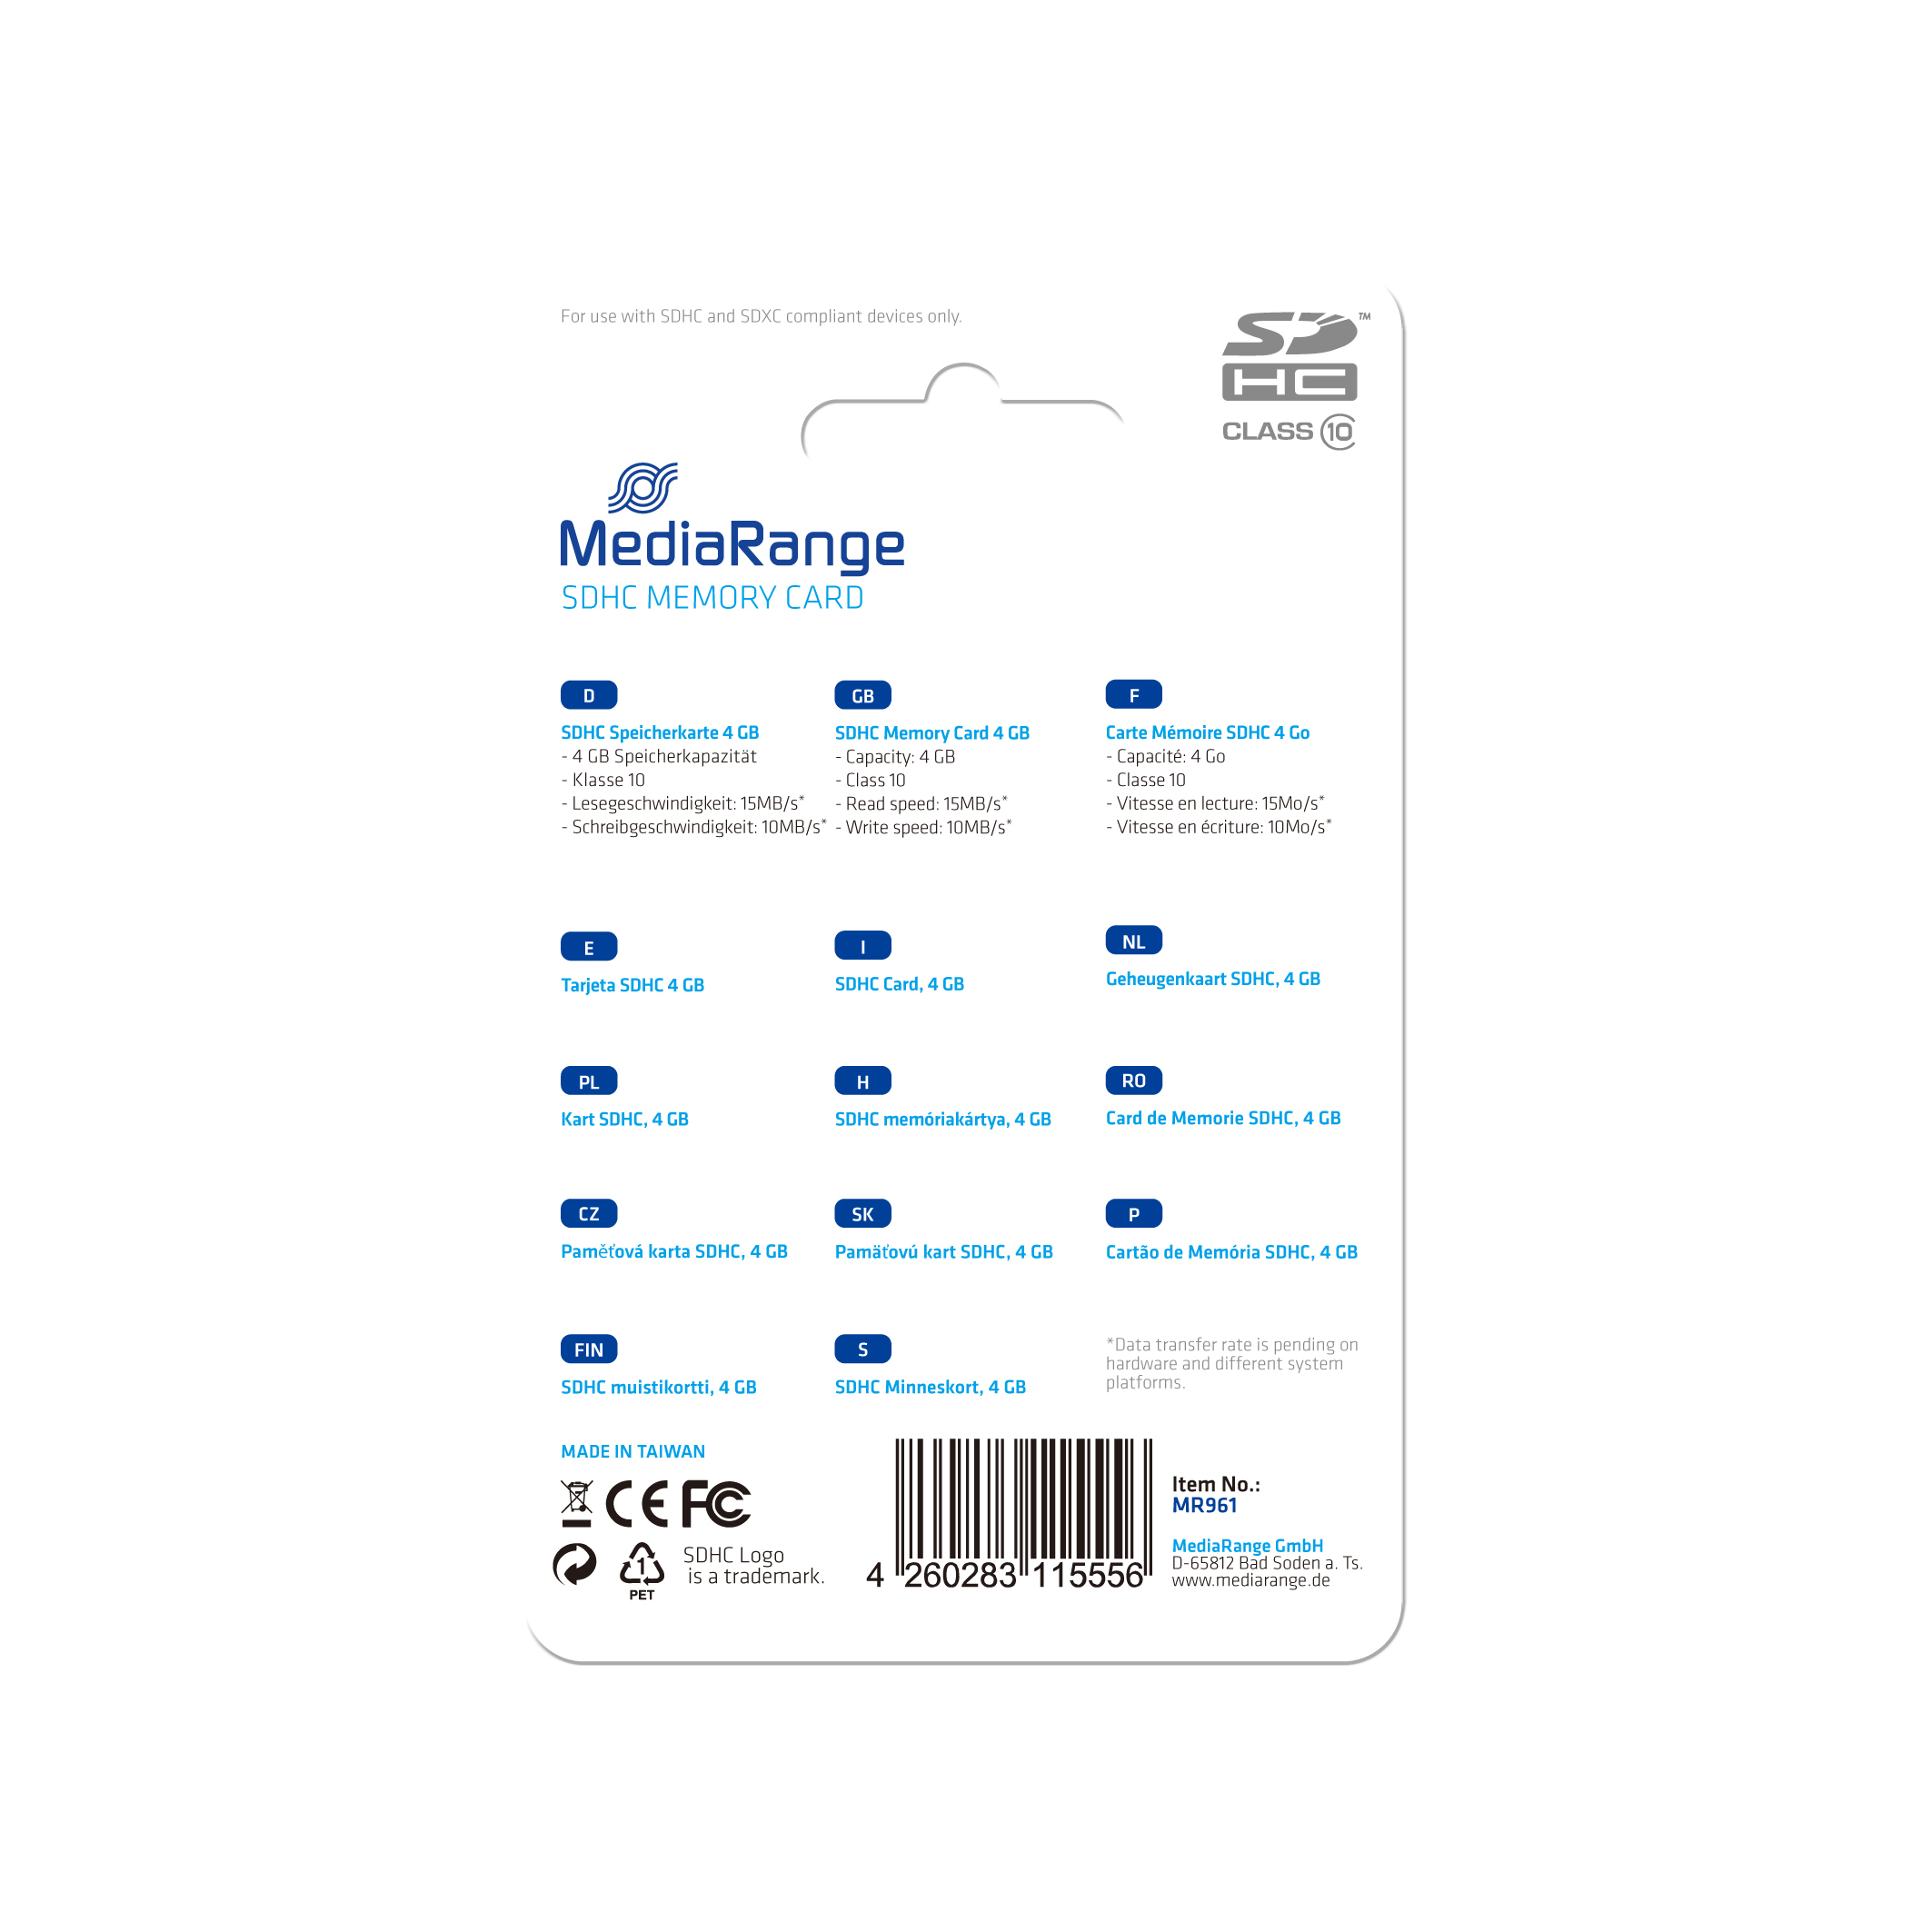 For use with SDHC and SDXC compliant devices only.
SD™
HC
CLASS 10
MediaRange
SDHC MEMORY CARD
D
SDHC Speicherkarte 4 GB
- 4 GB Speicherkapazität
- Klasse 10
- Lesegeschwindigkeit: 15MB/s*
- Schreibgeschwindigkeit: 10MB/s*
GB
SDHC Memory Card 4 GB
- Capacity: 4 GB
- Class 10
- Read speed: 15MB/s*
- Write speed: 10MB/s*
F
Carte Mémoire SDHC 4 Go
- Capacité: 4 Go
- Classe 10
- Vitesse en lecture: 15Mo/s*
- Vitesse en écriture: 10Mo/s*
E
Tarjeta SDHC 4 GB
I
SDHC Card, 4 GB
NL
Geheugenkaart SDHC, 4 GB
PL
Kart SDHC, 4 GB
H
SDHC memóriakártya, 4 GB
RO
Card de Memorie SDHC, 4 GB
CZ
Paměťová karta SDHC, 4 GB
SK
Pamäťovú kart SDHC, 4 GB
P
Cartão de Memória SDHC, 4 GB
FIN
SDHC muistikortti, 4 GB
S
SDHC Minneskort, 4 GB
*Data transfer rate is pending on
hardware and different system
platforms.
MADE IN TAIWAN
CE FC
1
PET
SDHC Logo
is a trademark.
4 260283 115556
Item No.:
MR961
MediaRange GmbH
D-65812 Bad Soden a. Ts.
www.mediarange.de